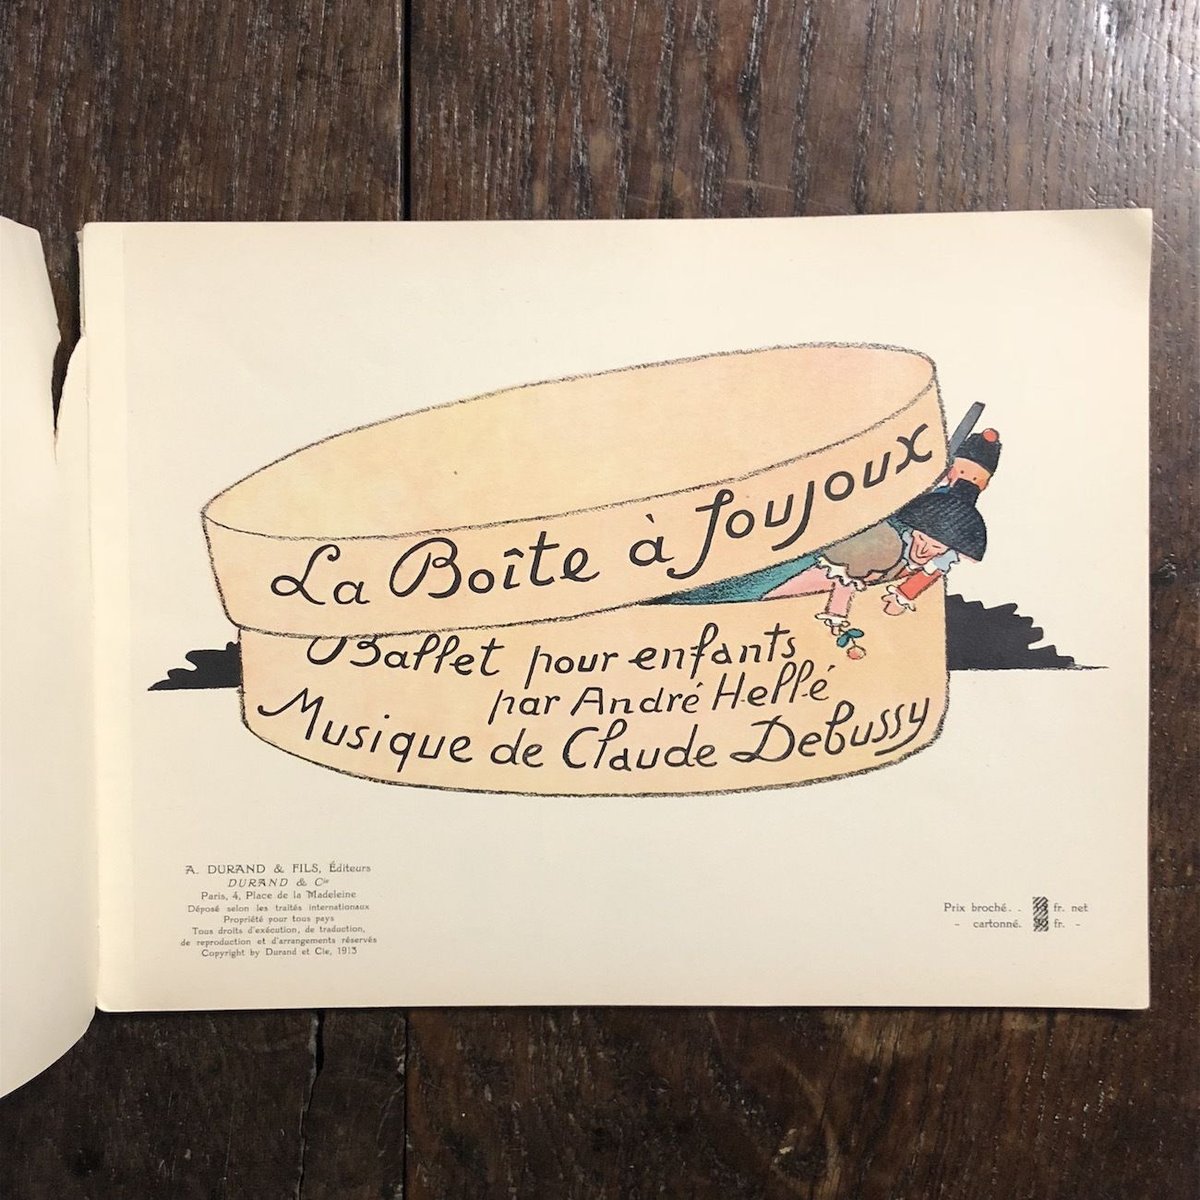 La Boîte à Joujoux
Ballet pour enfants
par André Hellé
Musique de Claude Debussy
A. DURAND & FILS, Éditeurs
DURAND & Cie
Paris, 4, Place de la Madeleine
Déposé selon les traités internationaux
Propriété pour tous pays
Tous droits d'exécution, de traduction,
de reproduction et d'arrangements réservés
Copyright by Durand et Cie, 1913
Prix broché. . fr. net
- cartonné. fr. -